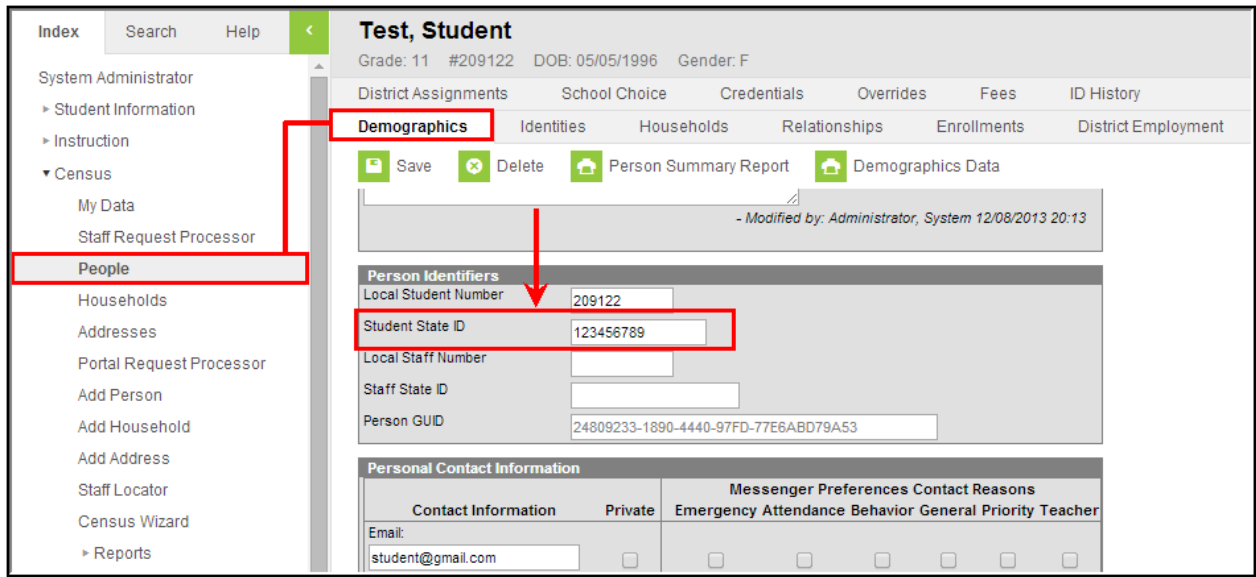 Index Search Help
System Administrator
Student Information
Instruction
Census
My Data
Staff Request Processor
People
Households
Addresses
Portal Request Processor
Add Person
Add Household
Add Address
Staff Locator
Census Wizard
Reports
Test, Student
Grade: 11 #209122 DOB: 05/05/1996 Gender: F
District Assignments School Choice Credentials Overrides Fees ID History
Demographics Identities Households Relationships Enrollments District Employment
Save Delete Person Summary Report Demographics Data
- Modified by: Administrator, System 12/08/2013 20:13
Person Identifiers
Local Student Number 209122
Student State ID 123456789
Local Staff Number
Staff State ID
Person GUID 24809233-1890-4440-97FD-77E6ABD79A53
Personal Contact Information
Messenger Preferences Contact Reasons
Contact Information Private Emergency Attendance Behavior General Priority Teacher
Email:
student@gmail.com